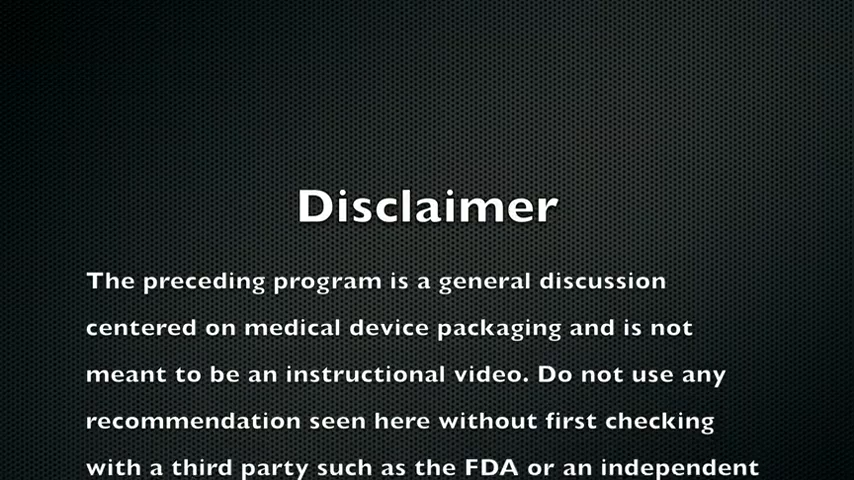 Disclaimer
The preceding program is a general discussion
centered on medical device packaging and is not
meant to be an instructional video. Do not use any
recommendation seen here without first checking
with a third party such as the FDA or an independent